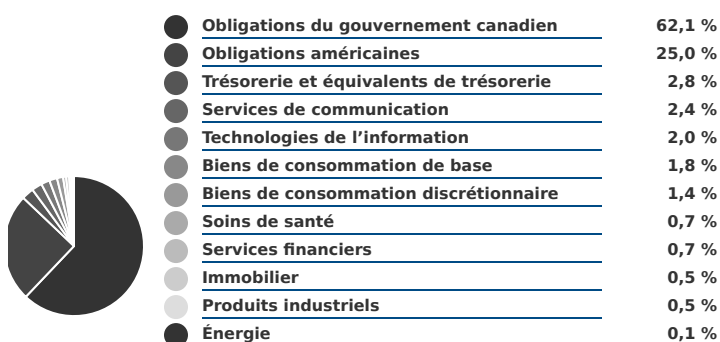 Obligations du gouvernement canadien 62,1 %
Obligations américaines 25,0 %
Trésorerie et équivalents de trésorerie 2,8 %
Services de communication 2,4 %
Technologies de l’information 2,0 %
Biens de consommation de base 1,8 %
Biens de consommation discrétionnaire 1,4 %
Soins de santé 0,7 %
Services financiers 0,7 %
Immobilier 0,5 %
Produits industriels 0,5 %
Énergie 0,1 %